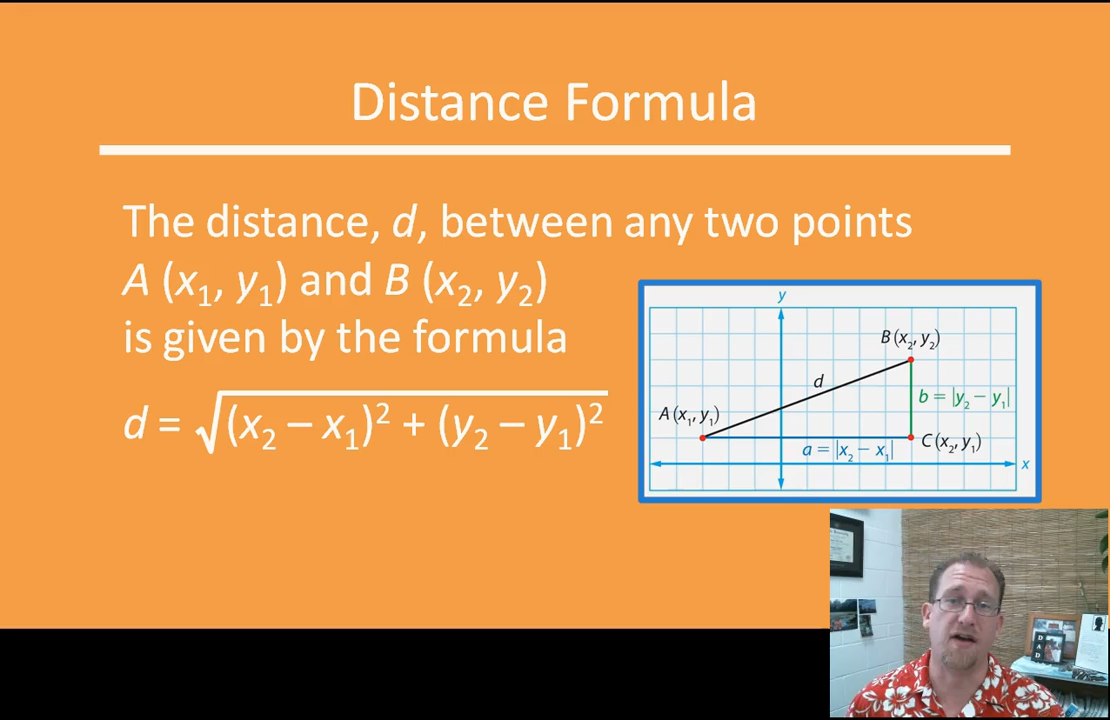 Distance Formula
The distance, d, between any two points
A (x₁, y₁) and B (x₂, y₂)
is given by the formula
d = √(x₂ – x₁)² + (y₂ – y₁)²
y
B (x₂, y₂)
d
b = |y₂ – y₁|
A (x₁, y₁)
C (x₂, y₁)
a = |x₂ – x₁|
x
DAD